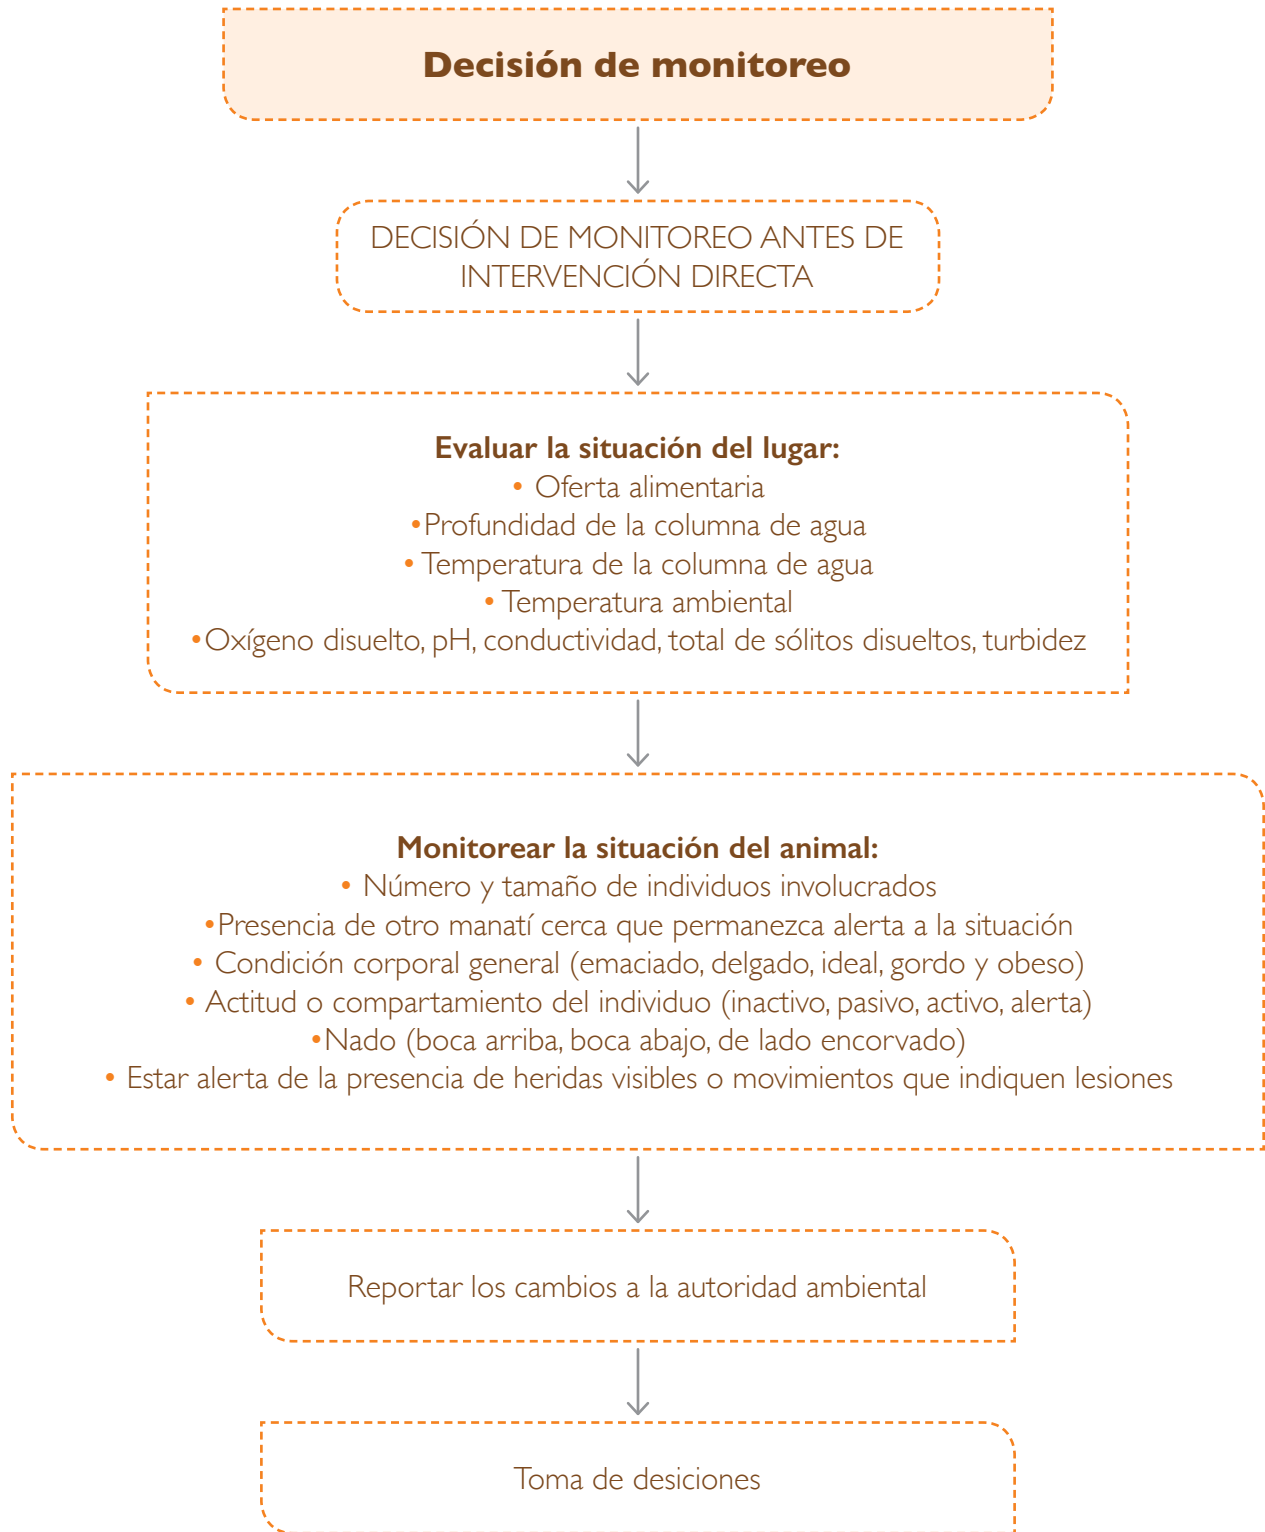 Decisión de monitoreo
DECISIÓN DE MONITOREO ANTES DE
INTERVENCIÓN DIRECTA
Evaluar la situación del lugar:
• Oferta alimentaria
•Profundidad de la columna de agua
• Temperatura de la columna de agua
• Temperatura ambiental
•Oxígeno disuelto, pH, conductividad, total de sólitos disueltos, turbidez
Monitorear la situación del animal:
• Número y tamaño de individuos involucrados
•Presencia de otro manatí cerca que permanezca alerta a la situación
• Condición corporal general (emaciado, delgado, ideal, gordo y obeso)
• Actitud o compartamiento del individuo (inactivo, pasivo, activo, alerta)
•Nado (boca arriba, boca abajo, de lado encorvado)
• Estar alerta de la presencia de heridas visibles o movimientos que indiquen lesiones
Reportar los cambios a la autoridad ambiental
Toma de desiciones